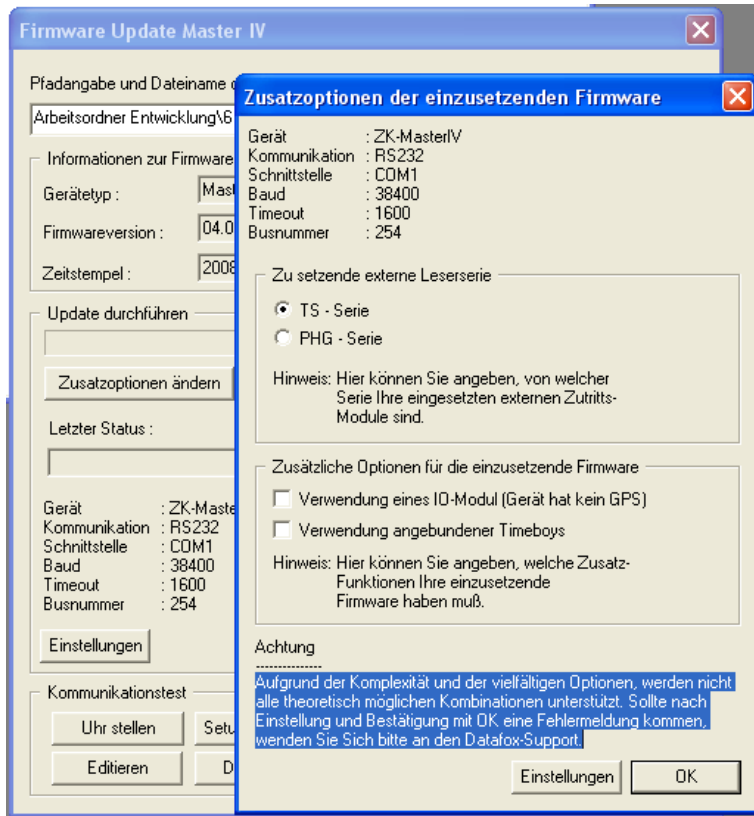 Firmware Update Master IV
Pfadangabe und Dateiname
Arbeitsordner Entwicklung\6
Informationen zur Firmware
Gerätetyp :
Firmwareversion : 04.0
Zeitstempel : 2008
Update durchführen
Zusatzoptionen ändern
Letzter Status :
Gerät : ZK-Maste
Kommunikation : RS232
Schnittstelle : COM1
Baud : 38400
Timeout : 1600
Busnummer : 254
Einstellungen
Kommunikationstest
Uhr stellen Setu
Editieren D
Zusatzoptionen der einzusetzenden Firmware
Gerät : ZK-MasterIV
Kommunikation : RS232
Schnittstelle : COM1
Baud : 38400
Timeout : 1600
Busnummer : 254
Zu setzende externe Leserserie
TS - Serie
PHG - Serie
Hinweis: Hier können Sie angeben, von welcher
Serie Ihre eingesetzten externen Zutritts-
Module sind.
Zusätzliche Optionen für die einzusetzende Firmware
Verwendung eines IO-Modul (Gerät hat kein GPS)
Verwendung angebundener Timeboys
Hinweis: Hier können Sie angeben, welche Zusatz-
Funktionen Ihre einzusetzende
Firmware haben muß.
Achtung
---------------
Aufgrund der Komplexität und der vielfältigen Optionen, werden nicht
alle theoretisch möglichen Kombinationen unterstützt. Sollte nach
Einstellung und Bestätigung mit OK eine Fehlermeldung kommen,
wenden Sie Sich bitte an den Datafox-Support.
Einstellungen OK